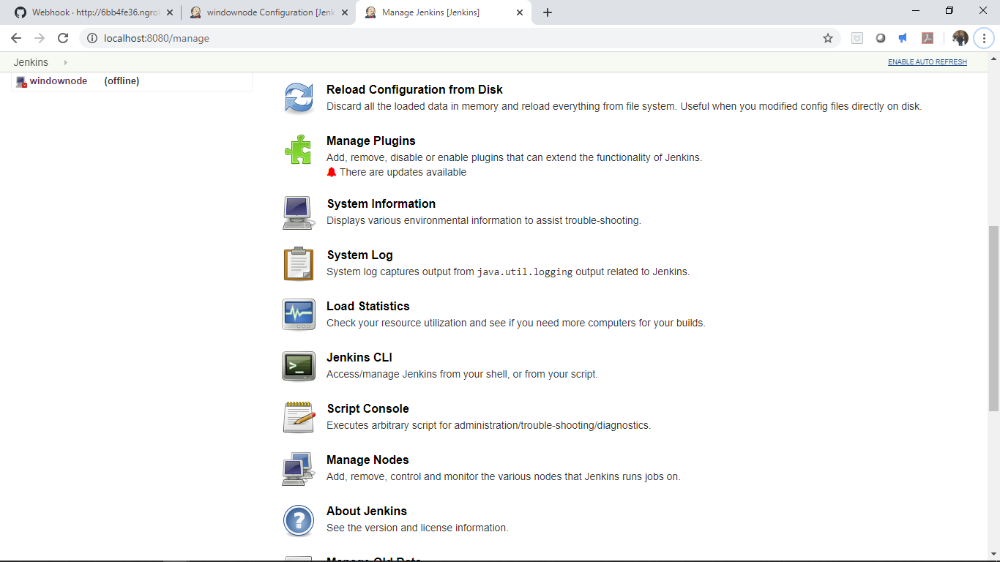 Webhook · http://6bb4fe36.ngro
windownode Configuration [Jenk
Manage Jenkins [Jenkins]
localhost:8080/manage
Jenkins
ENABLE AUTO REFRESH
windownode (offline)
Reload Configuration from Disk
Discard all the loaded data in memory and reload everything from file system. Useful when you modified config files directly on disk.
Manage Plugins
Add, remove, disable or enable plugins that can extend the functionality of Jenkins.
There are updates available
System Information
Displays various environmental information to assist trouble-shooting.
System Log
System log captures output from java.util.logging output related to Jenkins.
Load Statistics
Check your resource utilization and see if you need more computers for your builds.
Jenkins CLI
Access/manage Jenkins from your shell, or from your script.
Script Console
Executes arbitrary script for administration/trouble-shooting/diagnostics.
Manage Nodes
Add, remove, control and monitor the various nodes that Jenkins runs jobs on.
About Jenkins
See the version and license information.
Manage Old Data